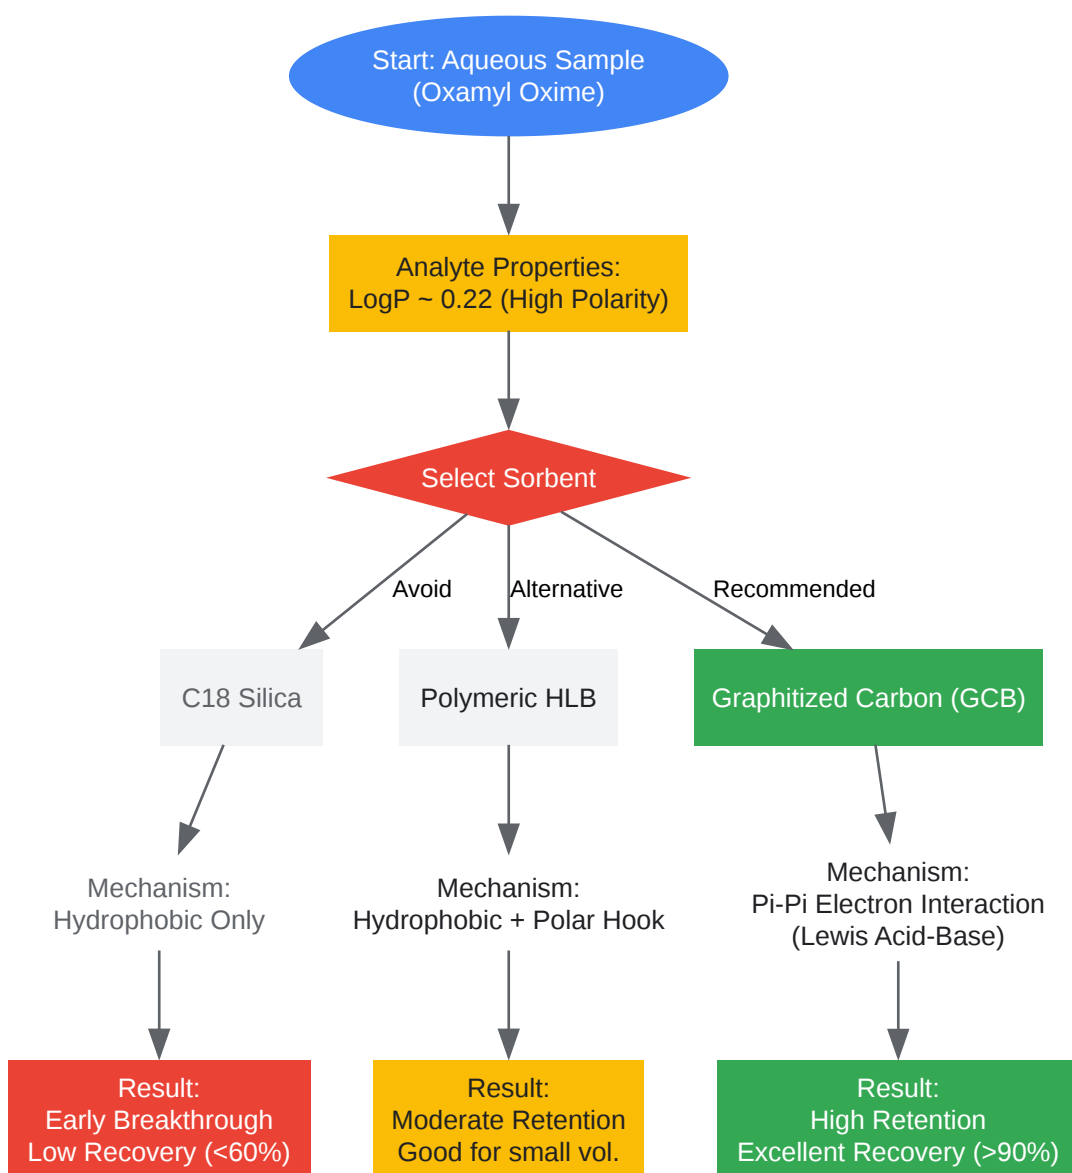 Start: Aqueous Sample
(Oxamyl Oxime)
Analyte Properties:
LogP ~ 0.22 (High Polarity)
Select Sorbent
Avoid
Alternative
Recommended
C18 Silica
Polymeric HLB
Graphitized Carbon (GCB)
Mechanism:
Hydrophobic Only
Mechanism:
Hydrophobic + Polar Hook
Mechanism:
Pi-Pi Electron Interaction
(Lewis Acid-Base)
Result:
Early Breakthrough
Low Recovery (<60%)
Result:
Moderate Retention
Good for small vol.
Result:
High Retention
Excellent Recovery (>90%)